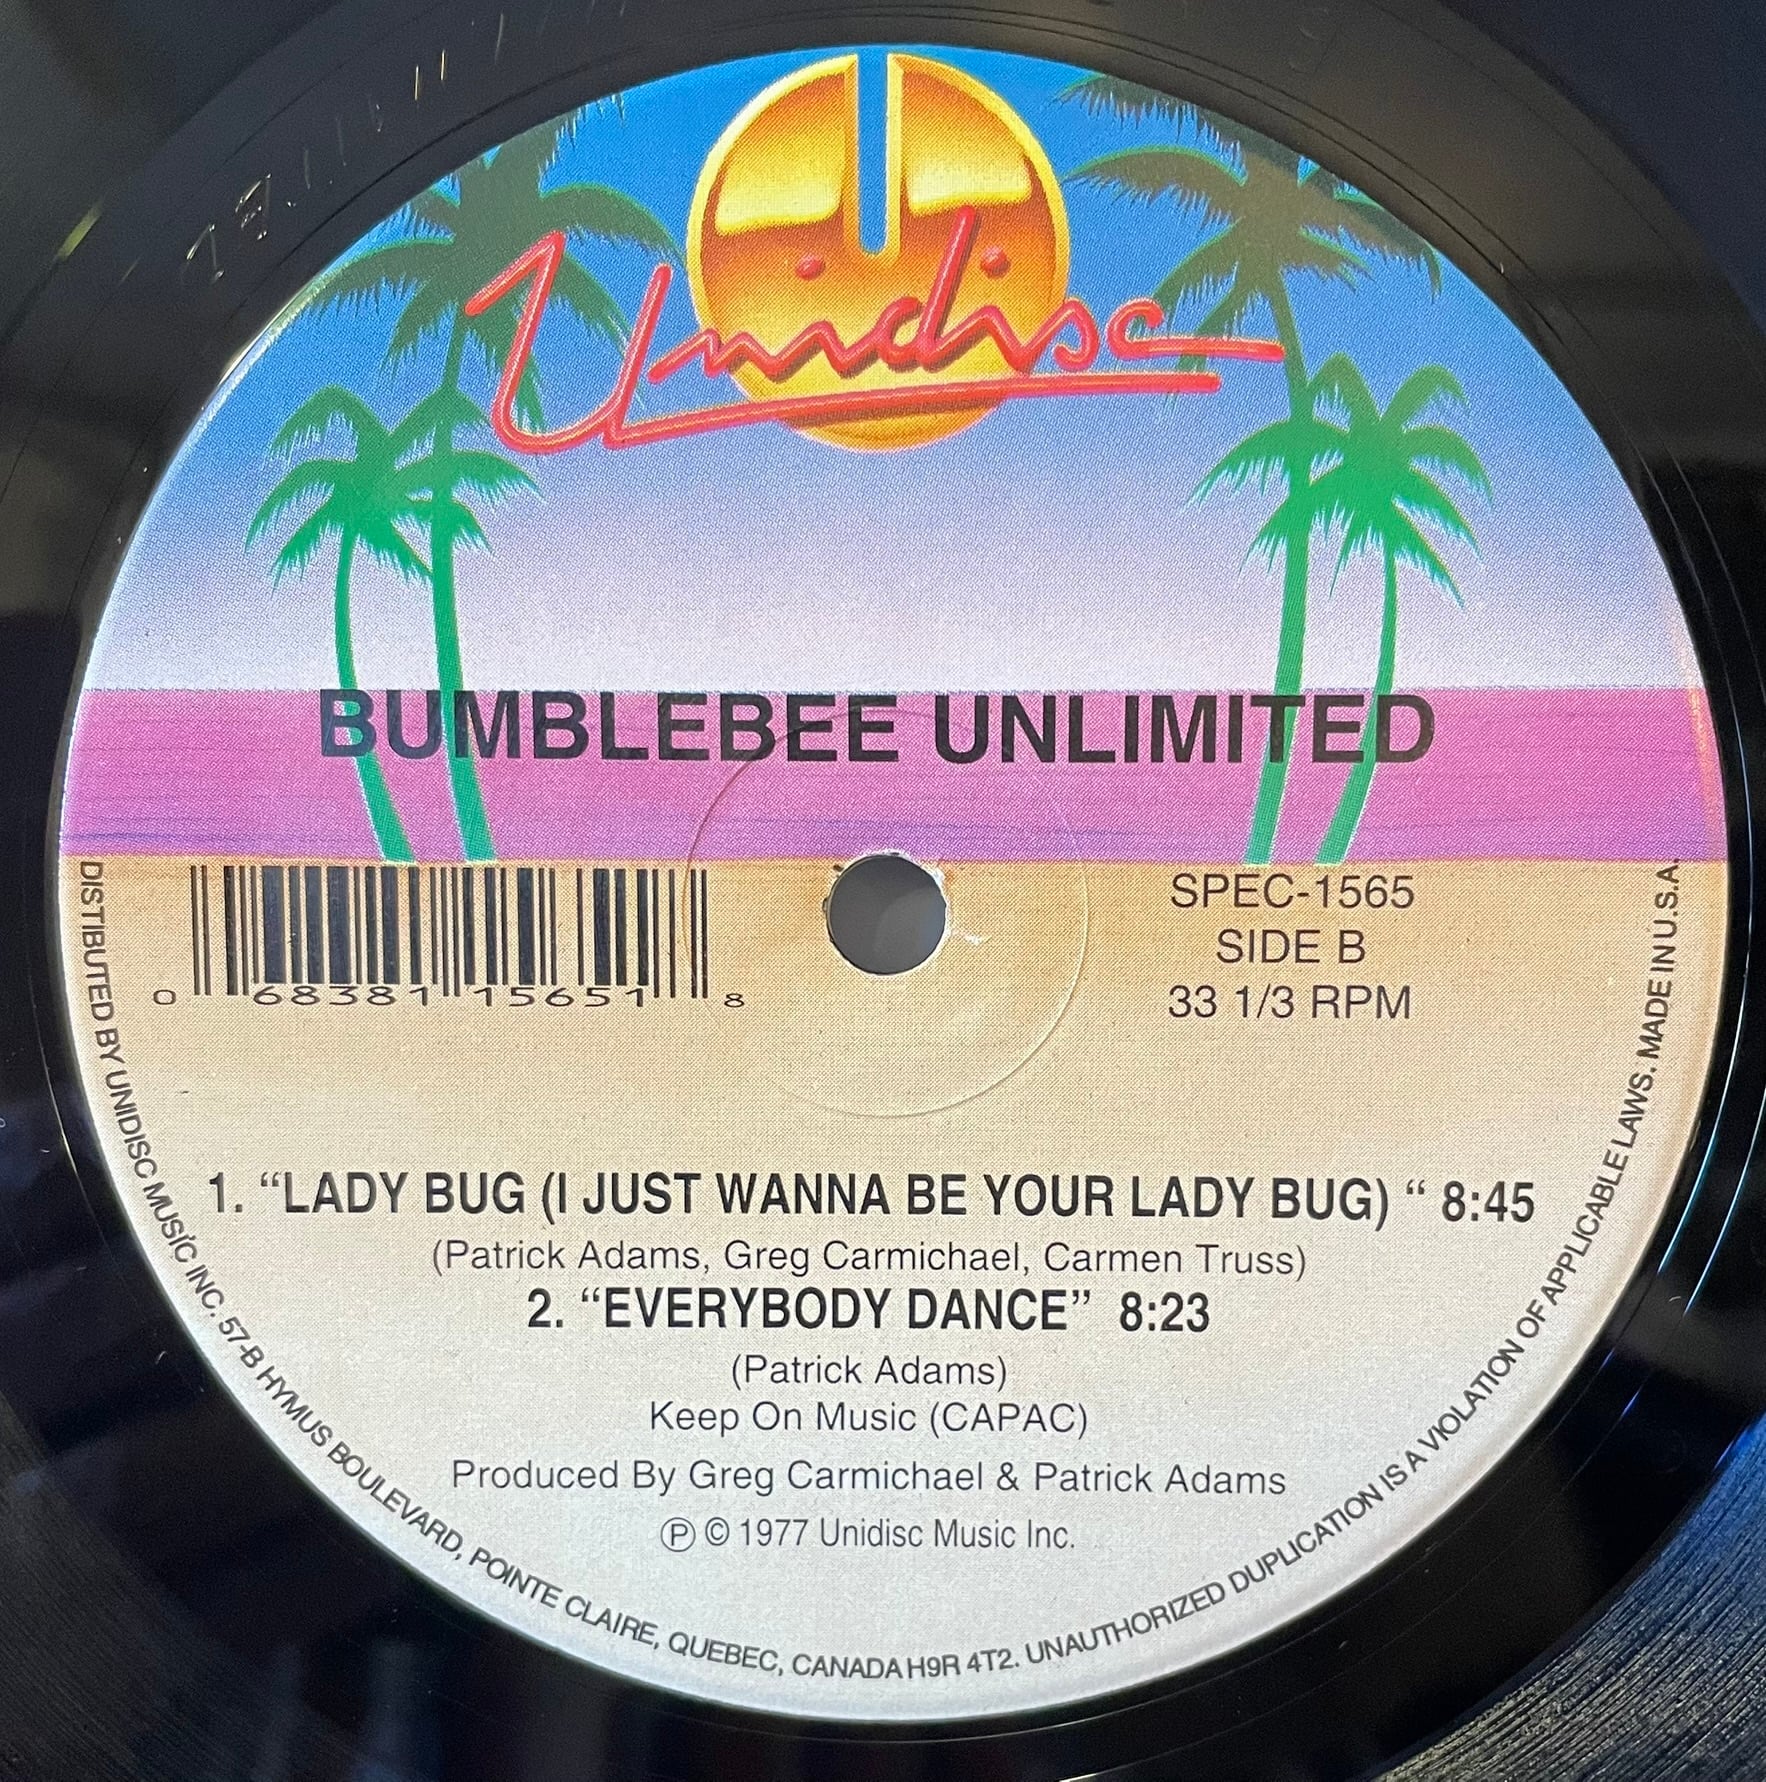 Unidisc
BUMBLEBEE UNLIMITED
0 68381 15651 8
SPEC-1565
SIDE B
33 1/3 RPM
1. “LADY BUG (I JUST WANNA BE YOUR LADY BUG) “ 8:45
(Patrick Adams, Greg Carmichael, Carmen Truss)
2. “EVERYBODY DANCE” 8:23
(Patrick Adams)
Keep On Music (CAPAC)
Produced By Greg Carmichael & Patrick Adams
℗ © 1977 Unidisc Music Inc.
DISTIBUTED BY UNIDISC MUSIC INC. 57-B HYMUS BOULEVARD, POINTE CLAIRE, QUEBEC, CANADA H9R 4T2. UNAUTHORIZED DUPLICATION IS A VIOLATION OF APPLICABLE LAWS. MADE IN U.S.A.